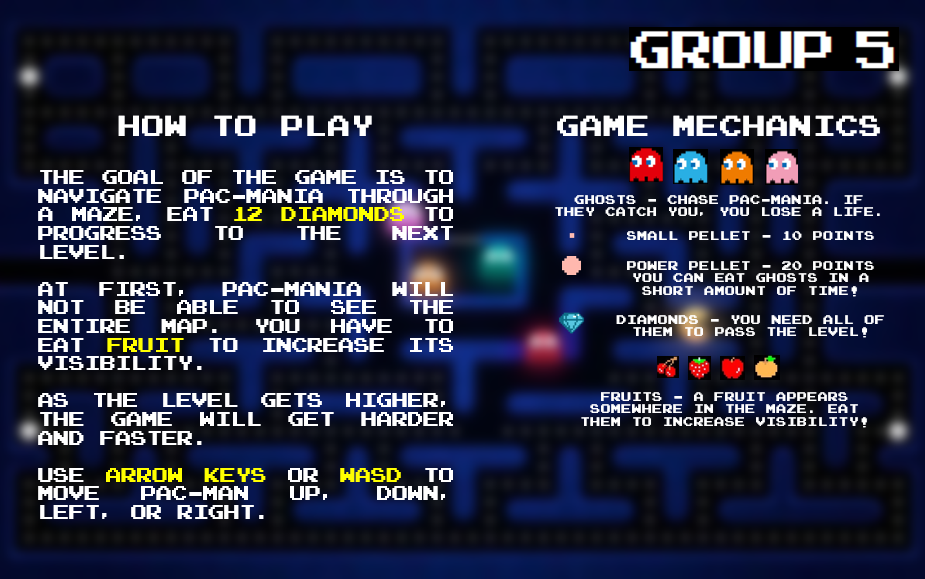 GROUP 5
HOW TO PLAY
THE GOAL OF THE GAME IS TO
NAVIGATE PAC-MANIA THROUGH
A MAZE, EAT 12 DIAMONDS TO
PROGRESS TO THE NEXT
LEVEL.
AT FIRST, PAC-MANIA WILL
NOT BE ABLE TO SEE THE
ENTIRE MAP. YOU HAVE TO
EAT FRUIT TO INCREASE ITS
VISIBILITY.
AS THE LEVEL GETS HIGHER,
THE GAME WILL GET HARDER
AND FASTER.
USE ARROW KEYS OR WASD TO
MOVE PAC-MAN UP, DOWN,
LEFT, OR RIGHT.
GAME MECHANICS
GHOSTS - CHASE PAC-MANIA. IF
THEY CATCH YOU, YOU LOSE A LIFE.
SMALL PELLET - 10 POINTS
POWER PELLET - 20 POINTS
YOU CAN EAT GHOSTS IN A
SHORT AMOUNT OF TIME!
DIAMONDS - YOU NEED ALL OF
THEM TO PASS THE LEVEL!
FRUITS - A FRUIT APPEARS
SOMEWHERE IN THE MAZE. EAT
THEM TO INCREASE VISIBILITY!